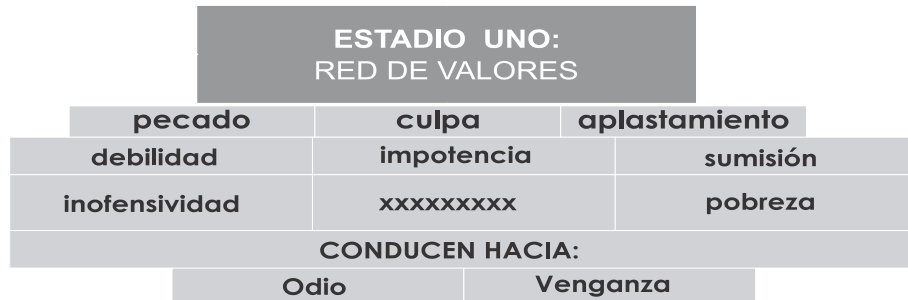 ESTADIO UNO:
RED DE VALORES
pecado culpa aplastamiento
debilidad impotencia sumisión
inofensividad xxxxxxxxx pobreza
CONDUCEN HACIA:
Odio Venganza